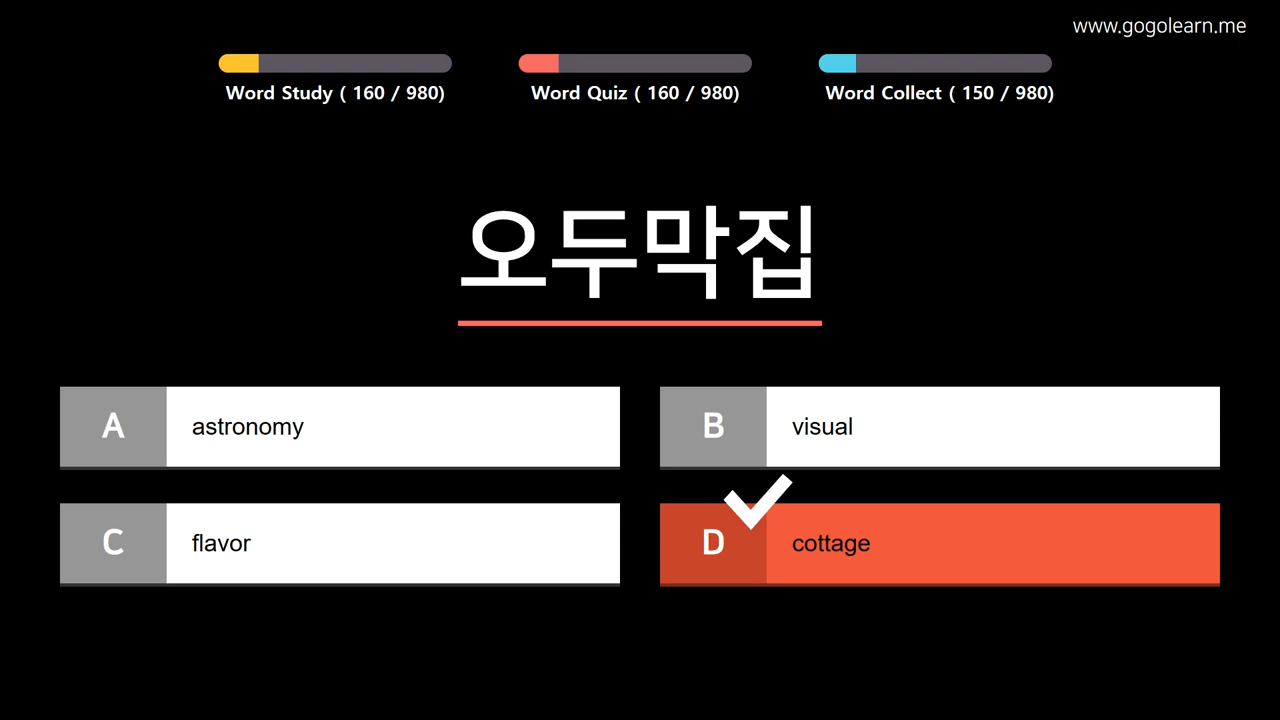 www.gogolearn.me
Word Study ( 160 / 980)
Word Quiz ( 160 / 980)
Word Collect ( 150 / 980)
오두막집
A astronomy
B visual
C flavor
D cottage